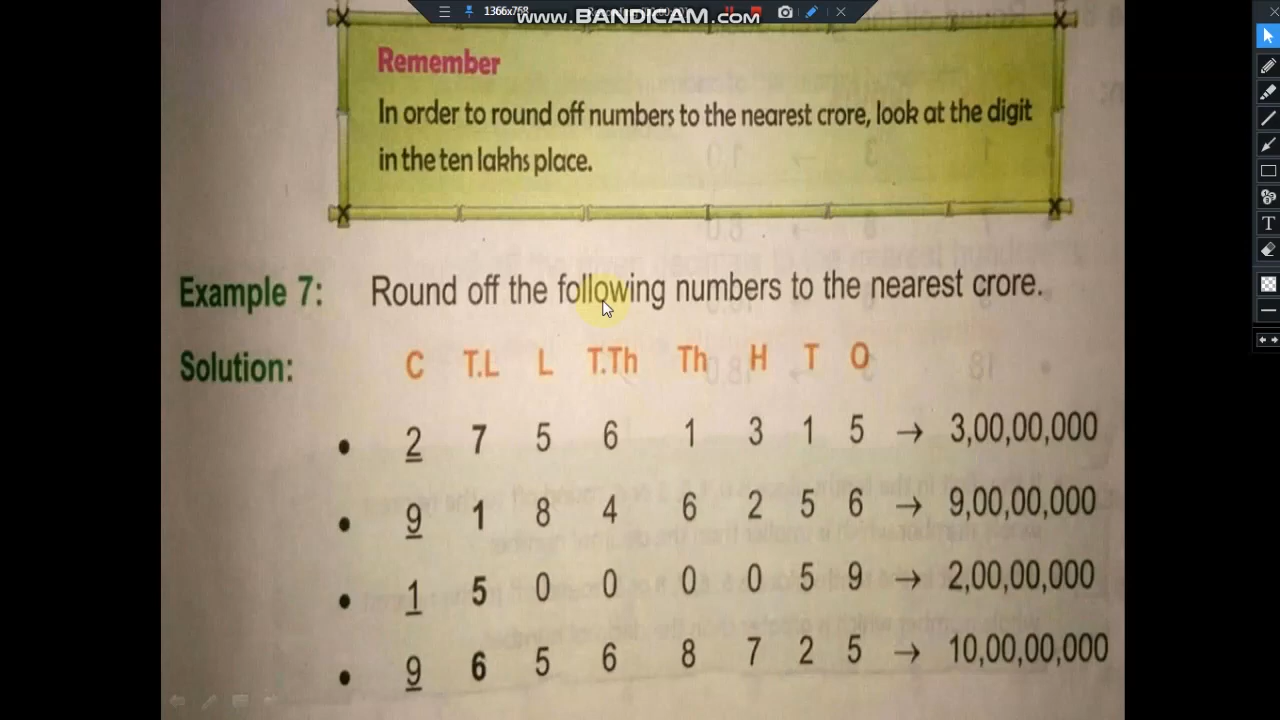 1366x768
www.BANDICAM.com
Remember
In order to round off numbers to the nearest crore, look at the digit
in the ten lakhs place.
Example 7: Round off the following numbers to the nearest crore.
Solution: C T.L L T.Th Th H T O
• 2 7 5 6 1 3 1 5 → 3,00,00,000
• 9 1 8 4 6 2 5 6 → 9,00,00,000
• 1 5 0 0 0 0 5 9 → 2,00,00,000
• 9 6 5 6 8 7 2 5 → 10,00,00,000